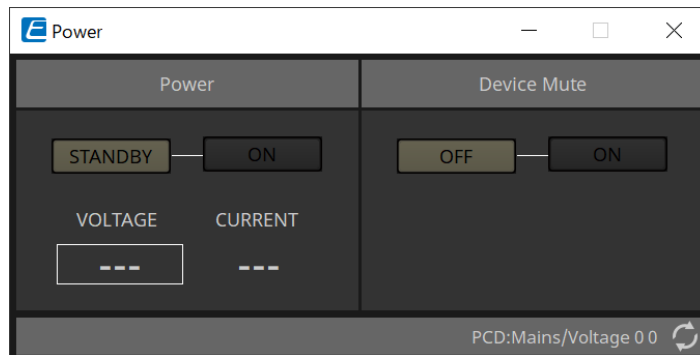 Power
Power
Device Mute
STANDBY
ON
OFF
ON
VOLTAGE
CURRENT
---
---
PCD:Mains/Voltage 0 0